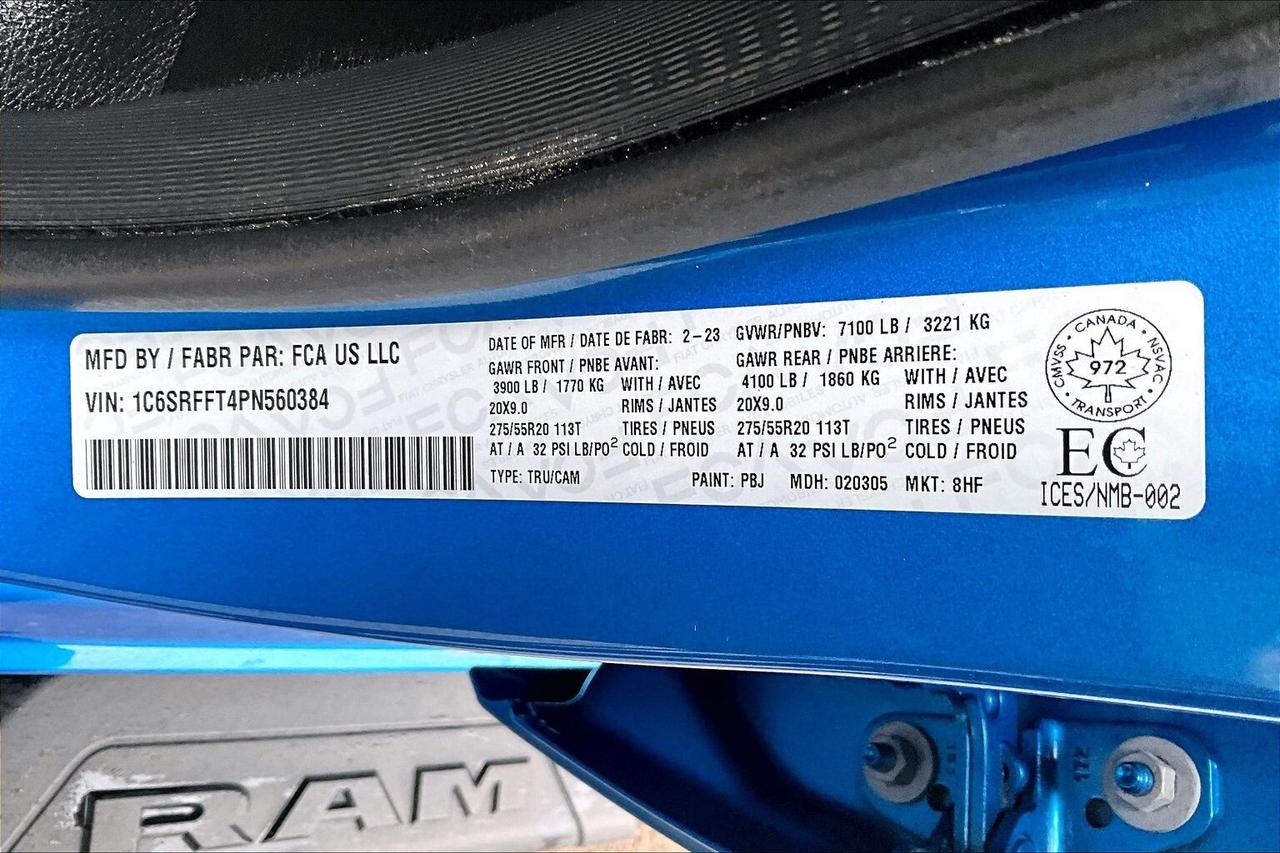 MFD BY / FABR PAR: FCA US LLC
VIN: 1C6SRFFT4PN560384
DATE OF MFR / DATE DE FABR: 2-23 GVWR/PNBV: 7100 LB / 3221 KG
GAWR FRONT / PNBE AVANT:
3900 LB / 1770 KG WITH / AVEC
20X9.0 RIMS / JANTES
275/55R20 113T TIRES / PNEUS
AT / A 32 PSI LB/PO² COLD / FROID
GAWR REAR / PNBE ARRIERE:
4100 LB / 1860 KG WITH / AVEC
20X9.0 RIMS / JANTES
275/55R20 113T TIRES / PNEUS
AT / A 32 PSI LB/PO² COLD / FROID
TYPE: TRU/CAM PAINT: PBJ MDH: 020305 MKT: 8HF
CANADA
CMVSS 972 NSVAC
TRANSPORT
EC
ICES/NMB-002
RAM
172